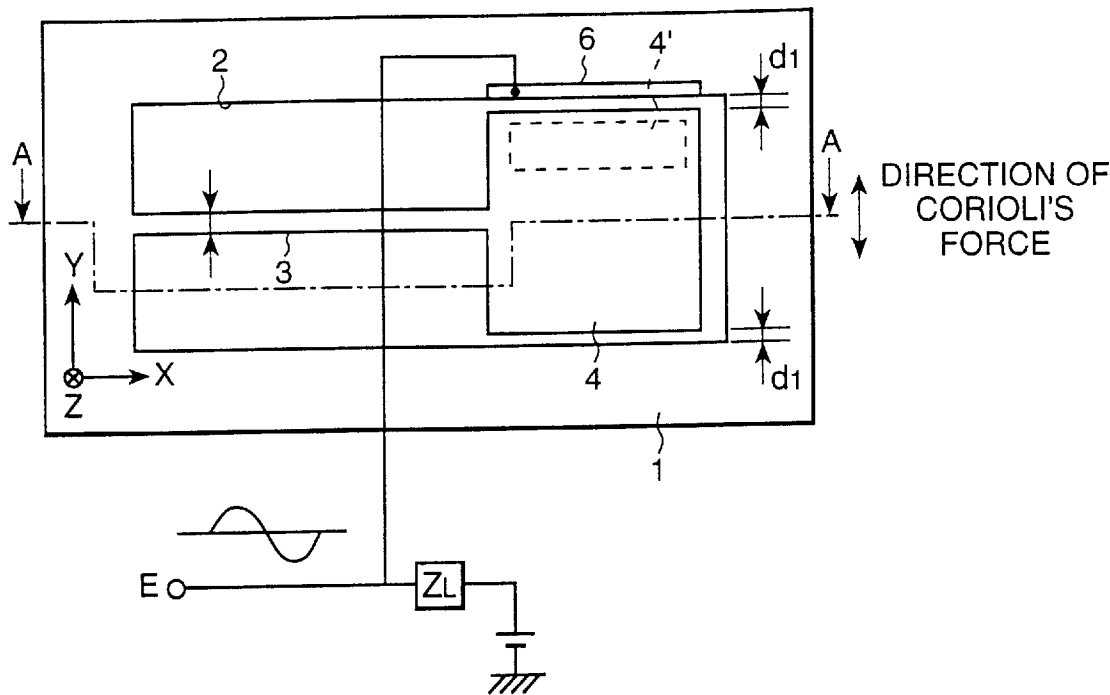 6
4'
d1
2
A
A
DIRECTION OF
CORIOLI'S
FORCE
3
Y
X
Z
4
d1
1
E
ZL